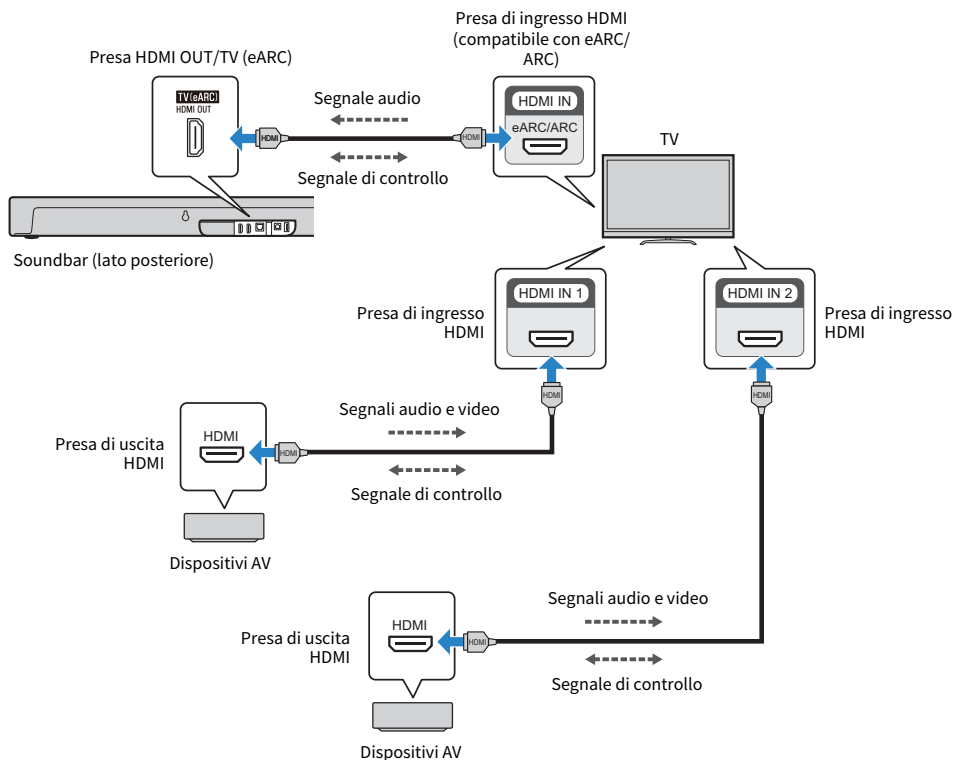 Presa di ingresso HDMI
(compatibile con eARC/
ARC)
Presa HDMI OUT/TV (eARC)
TV(eARC)
HDMI OUT
Segnale audio
HDMI IN
eARC/ARC
HDMI
HDMI
TV
Segnale di controllo
Soundbar (lato posteriore)
HDMI IN 1
HDMI IN 2
Presa di ingresso
HDMI
Presa di ingresso
HDMI
HDMI
HDMI
Segnali audio e video
HDMI
Presa di uscita
HDMI
HDMI
Segnale di controllo
Dispositivi AV
Segnali audio e video
HDMI
Presa di uscita
HDMI
HDMI
Segnale di controllo
Dispositivi AV